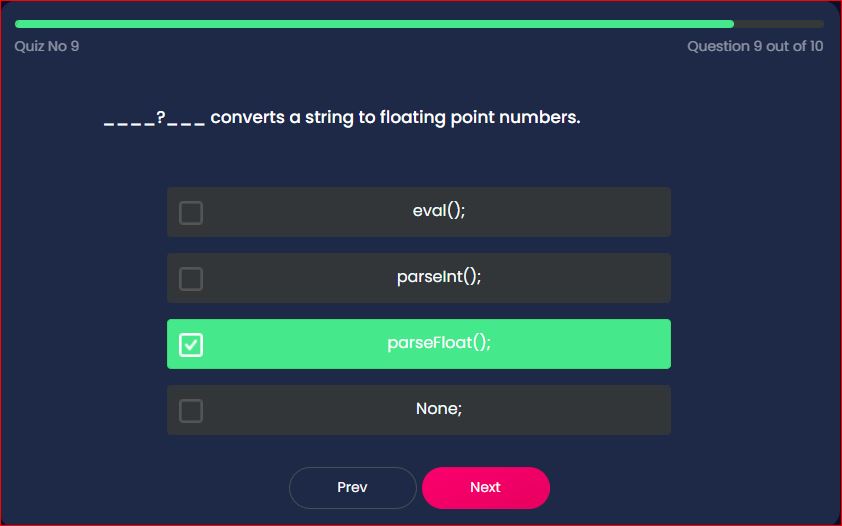 Quiz No 9
Question 9 out of 10
____?___ converts a string to floating point numbers.
eval();
parseInt();
parseFloat();
None;
Prev
Next